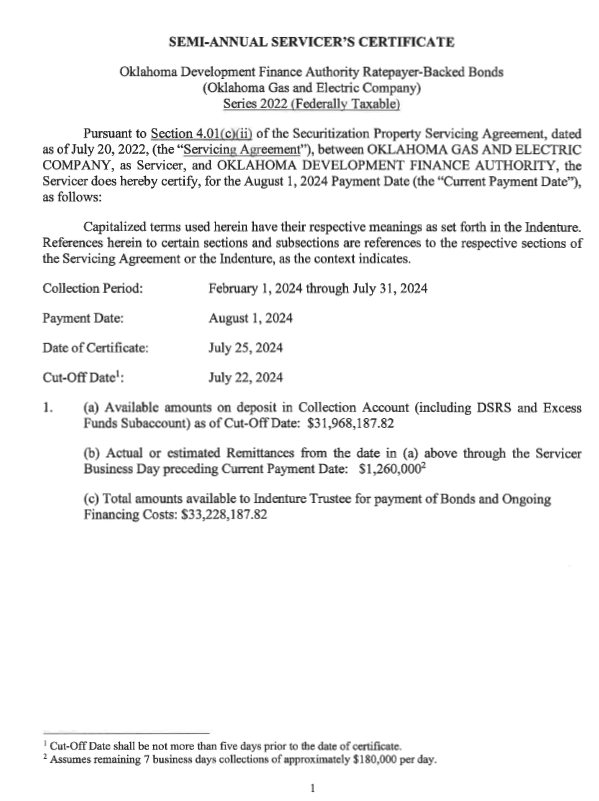 SEMI-ANNUAL SERVICER'S CERTIFICATE
Oklahoma Development Finance Authority Ratepayer-Backed Bonds
(Oklahoma Gas and Electric Company)
Series 2022 (Federally Taxable)
Pursuant to Section 4.01(c)(ii) of the Securitization Property Servicing Agreement, dated
as of July 20, 2022, (the “Servicing Agreement”), between OKLAHOMA GAS AND ELECTRIC
COMPANY, as Servicer, and OKLAHOMA DEVELOPMENT FINANCE AUTHORITY, the
Servicer does hereby certify, for the August 1, 2024 Payment Date (the “Current Payment Date”),
as follows:
Capitalized terms used herein have their respective meanings as set forth in the Indenture.
References herein to certain sections and subsections are references to the respective sections of
the Servicing Agreement or the Indenture, as the context indicates.
Collection Period: February 1, 2024 through July 31, 2024
Payment Date: August 1, 2024
Date of Certificate: July 25, 2024
Cut-Off Date¹: July 22, 2024
1. (a) Available amounts on deposit in Collection Account (including DSRS and Excess
Funds Subaccount) as of Cut-Off Date: $31,968,187.82
(b) Actual or estimated Remittances from the date in (a) above through the Servicer
Business Day preceding Current Payment Date: $1,260,000²
(c) Total amounts available to Indenture Trustee for payment of Bonds and Ongoing
Financing Costs: $33,228,187.82
¹ Cut-Off Date shall be not more than five days prior to the date of certificate.
² Assumes remaining 7 business days collections of approximately $180,000 per day.
1